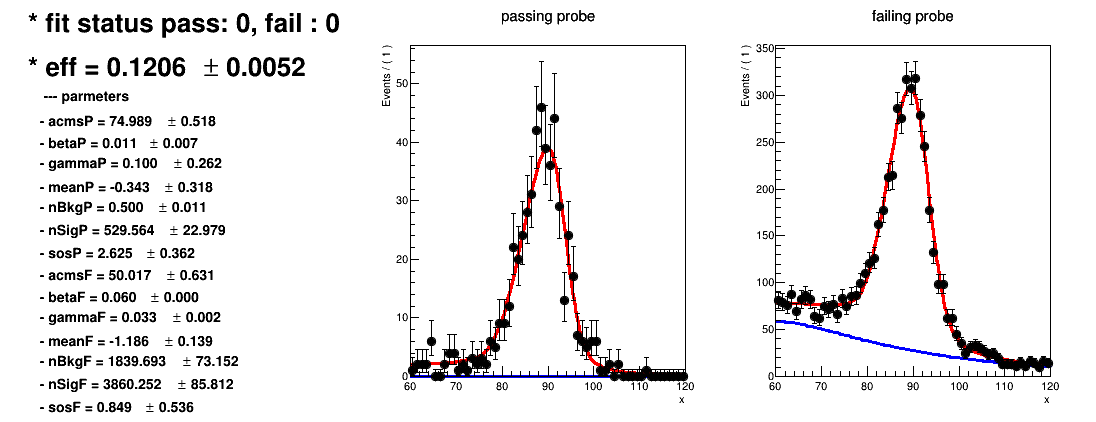 * fit status pass: 0, fail : 0
* eff = 0.1206 ± 0.0052
--- parmeters
- acmsP = 74.989 ± 0.518
- betaP = 0.011 ± 0.007
- gammaP = 0.100 ± 0.262
- meanP = -0.343 ± 0.318
- nBkgP = 0.500 ± 0.011
- nSigP = 529.564 ± 22.979
- sosP = 2.625 ± 0.362
- acmsF = 50.017 ± 0.631
- betaF = 0.060 ± 0.000
- gammaF = 0.033 ± 0.002
- meanF = -1.186 ± 0.139
- nBkgF = 1839.693 ± 73.152
- nSigF = 3860.252 ± 85.812
- sosF = 0.849 ± 0.536
passing probe
Events / ( 1 )
50
40
30
20
10
0
60 70 80 90 100 110 120
x
failing probe
Events / ( 1 )
350
300
250
200
150
100
50
0
60 70 80 90 100 110 120
x